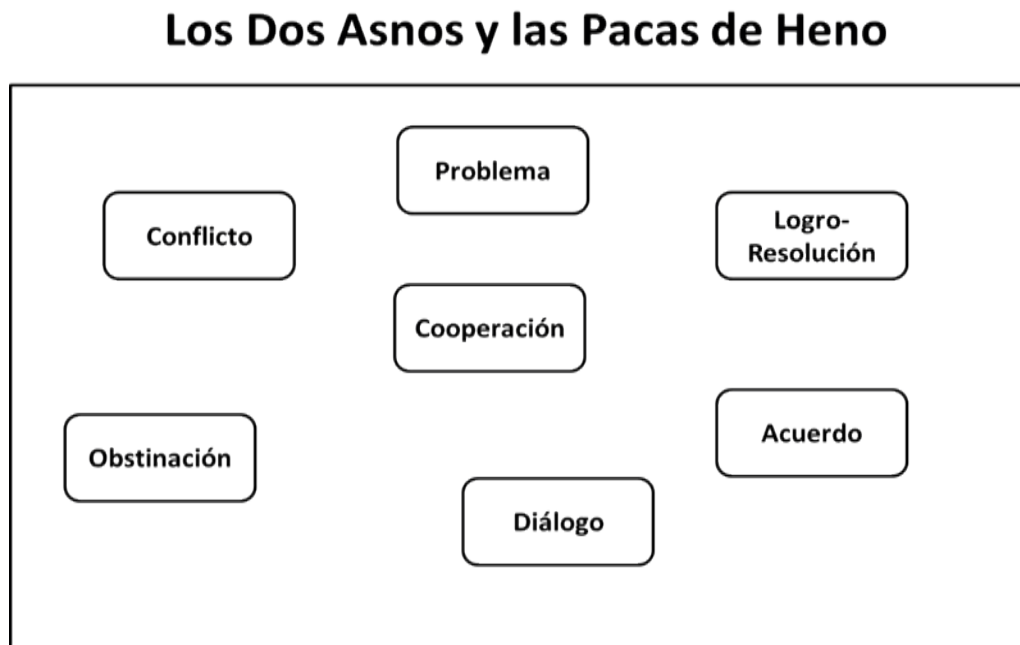 Los Dos Asnos y las Pacas de Heno
Problema
Conflicto
Logro-
Resolución
Cooperación
Acuerdo
Obstinación
Diálogo